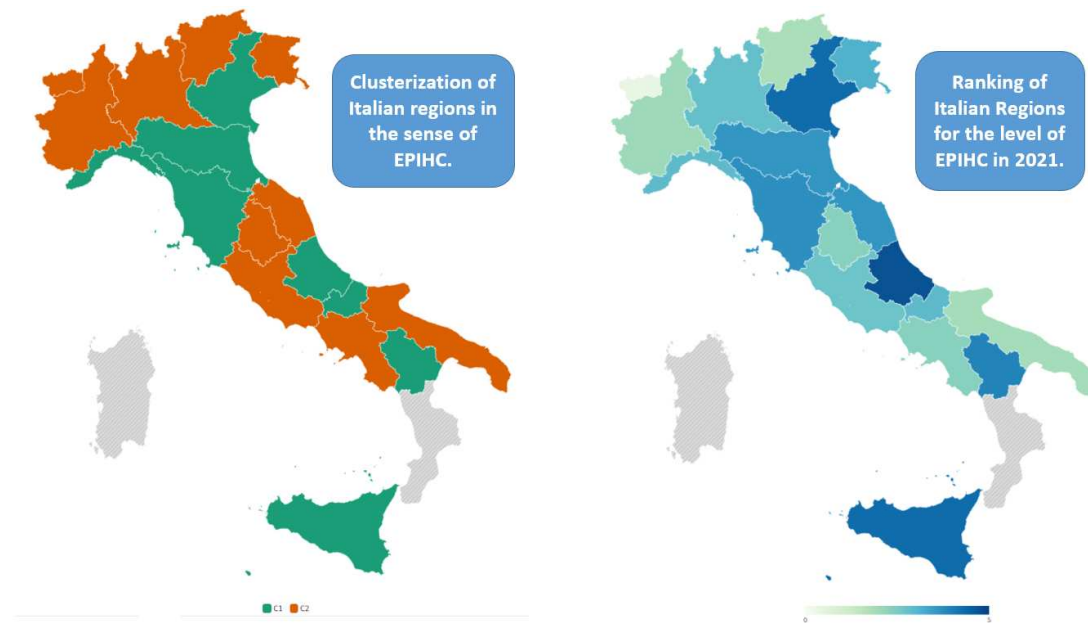 Clusterization of
Italian regions in
the sense of
EPIHC.
Ranking of
Italian Regions
for the level of
EPIHC in 2021.
C1 C2
0 5